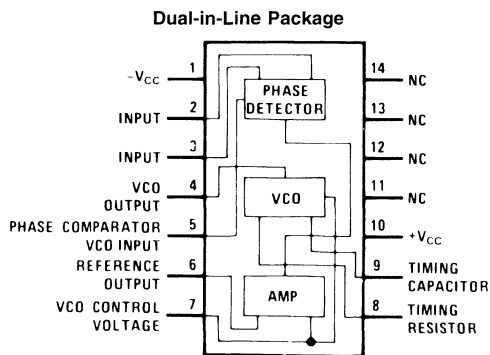 Dual-in-Line Package
1
-VCC
2
INPUT
3
INPUT
4
VCO
OUTPUT
5
PHASE COMPARATOR
VCO INPUT
6
REFERENCE
OUTPUT
7
VCO CONTROL
VOLTAGE
PHASE
DETECTOR
VCO
AMP
14
NC
13
NC
12
NC
11
NC
10
+VCC
9
TIMING
CAPACITOR
8
TIMING
RESISTOR